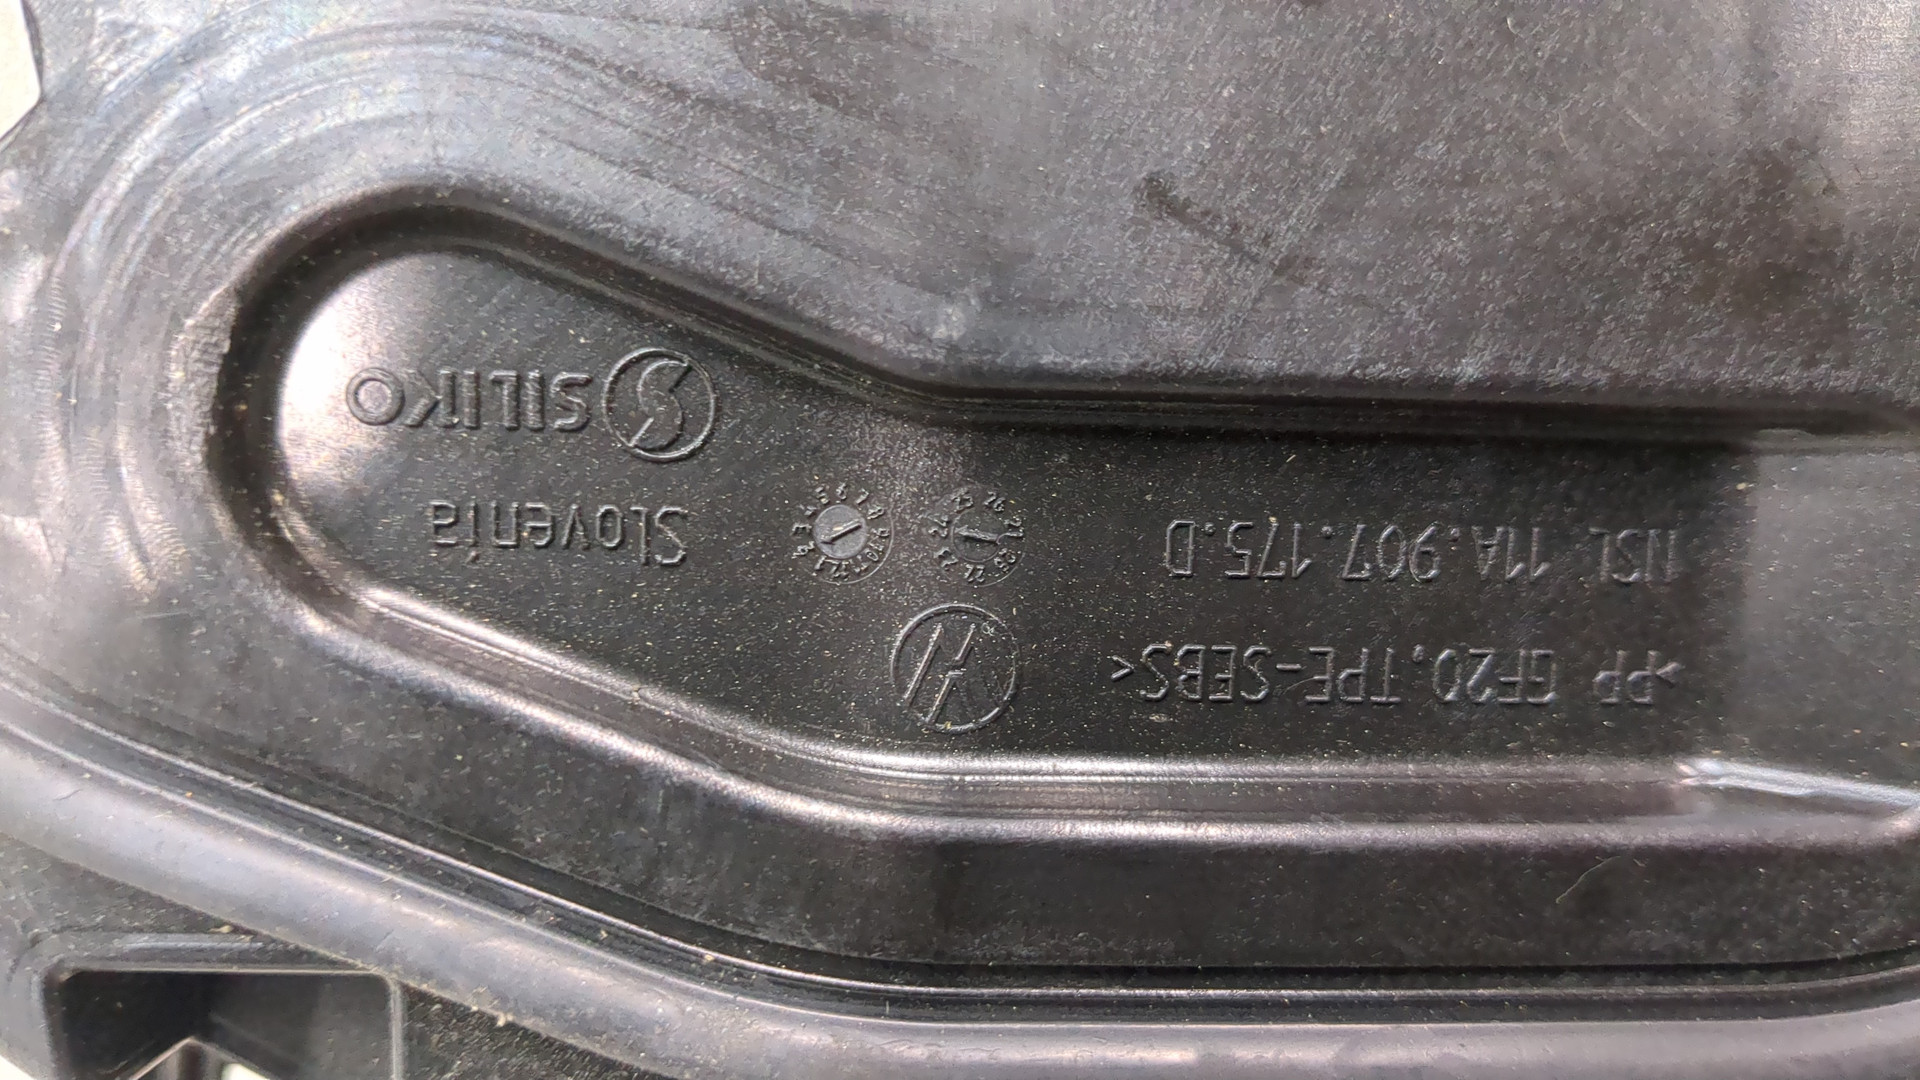 >PP GF20, TPE-SEBS<
NSL 11A.907.175.D
Slovenia
SILIKO